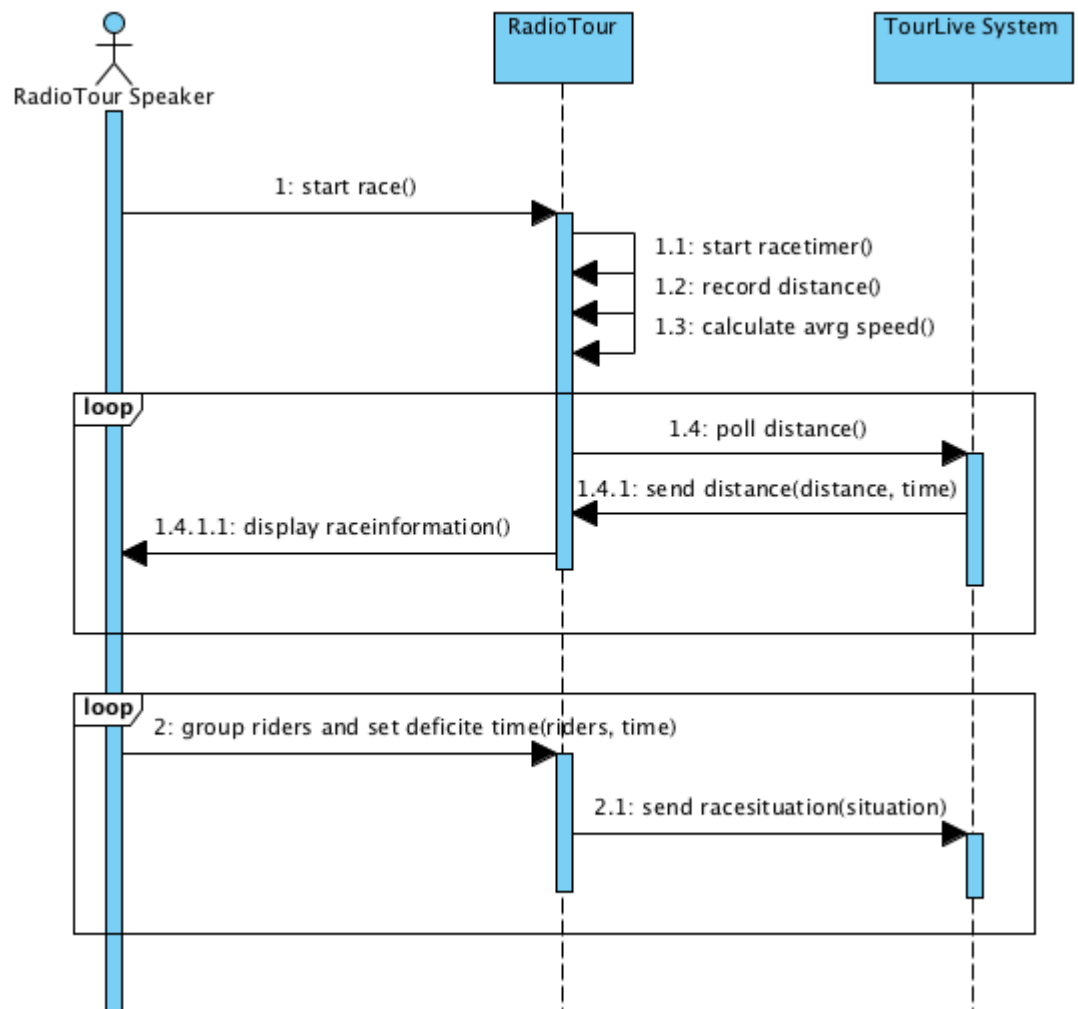 RadioTour
TourLive System
RadioTour Speaker
1: start race()
1.1: start racetimer()
1.2: record distance()
1.3: calculate avrg speed()
loop
1.4: poll distance()
1.4.1: send distance(distance, time)
1.4.1.1: display raceinformation()
loop
2: group riders and set deficite time(riders, time)
2.1: send racesituation(situation)